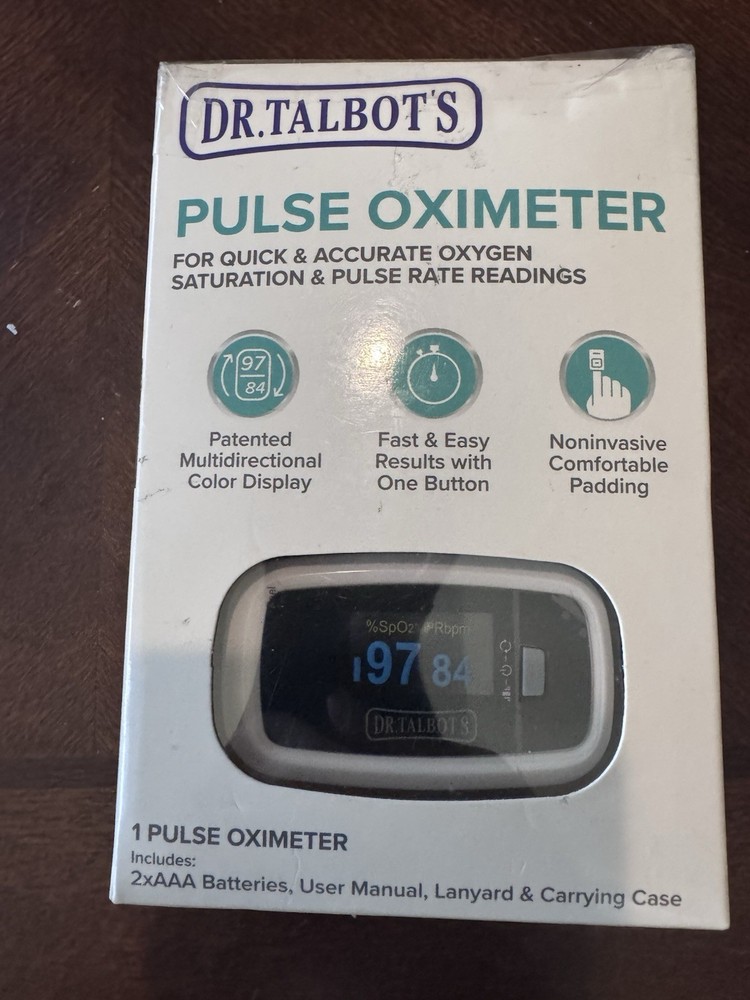 DR.TALBOT'S
PULSE OXIMETER
FOR QUICK & ACCURATE OXYGEN
SATURATION & PULSE RATE READINGS
97
84
Patented
Multidirectional
Color Display
Fast & Easy
Results with
One Button
Noninvasive
Comfortable
Padding
%SpO2 PRbpm
97 84
DR.TALBOT'S
1 PULSE OXIMETER
Includes:
2xAAA Batteries, User Manual, Lanyard & Carrying Case